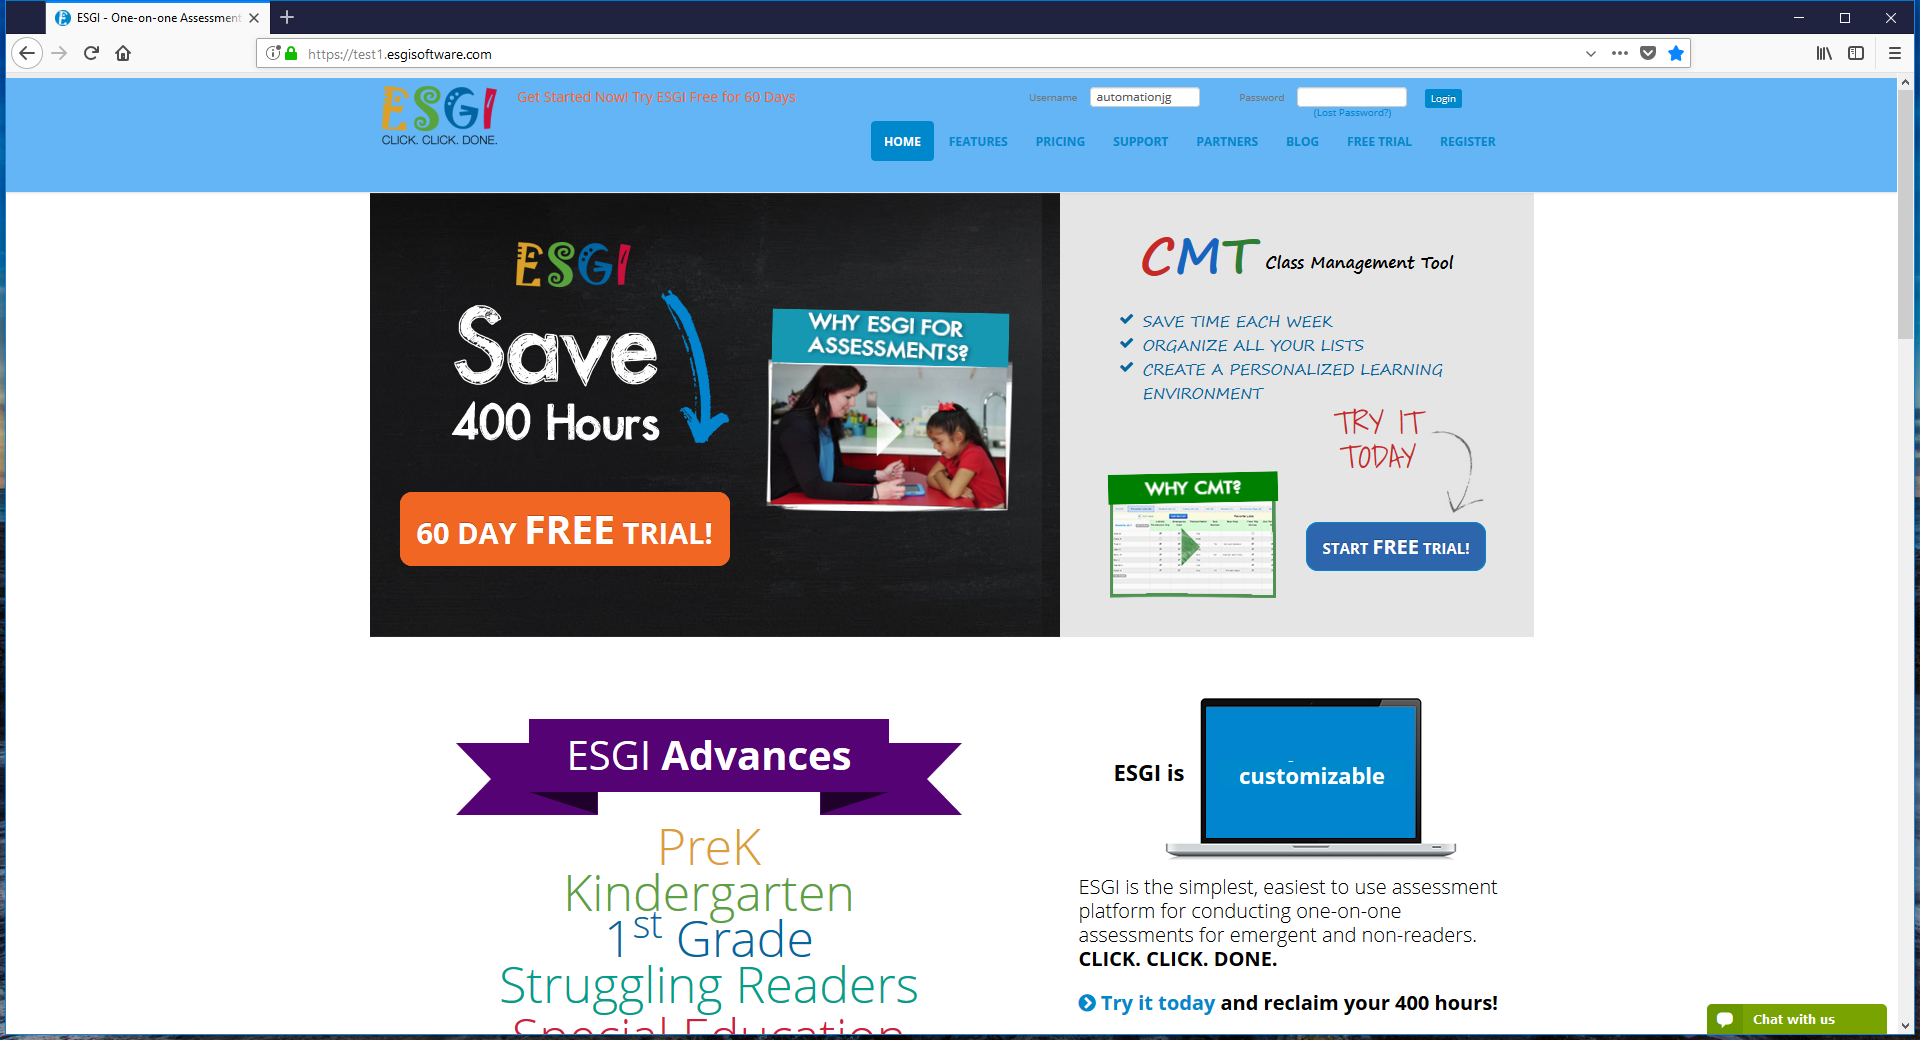 ESGI - One-on-one Assessment
https://test1.esgisoftware.com
ESGI
CLICK. CLICK. DONE.
Get Started Now! Try ESGI Free for 60 Days
Username
automationjg
Password
(Lost Password?)
Login
HOME
FEATURES
PRICING
SUPPORT
PARTNERS
BLOG
FREE TRIAL
REGISTER
ESGI
Save
400 Hours
WHY ESGI FOR
ASSESSMENTS?
60 DAY FREE TRIAL!
CMT Class Management Tool
SAVE TIME EACH WEEK
ORGANIZE ALL YOUR LISTS
CREATE A PERSONALIZED LEARNING
ENVIRONMENT
TRY IT
TODAY
WHY CMT?
START FREE TRIAL!
ESGI Advances
PreK
Kindergarten
1st Grade
Struggling Readers
Special Education
ESGI is
customizable
ESGI is the simplest, easiest to use assessment
platform for conducting one-on-one
assessments for emergent and non-readers.
CLICK. CLICK. DONE.
Try it today and reclaim your 400 hours!
Chat with us